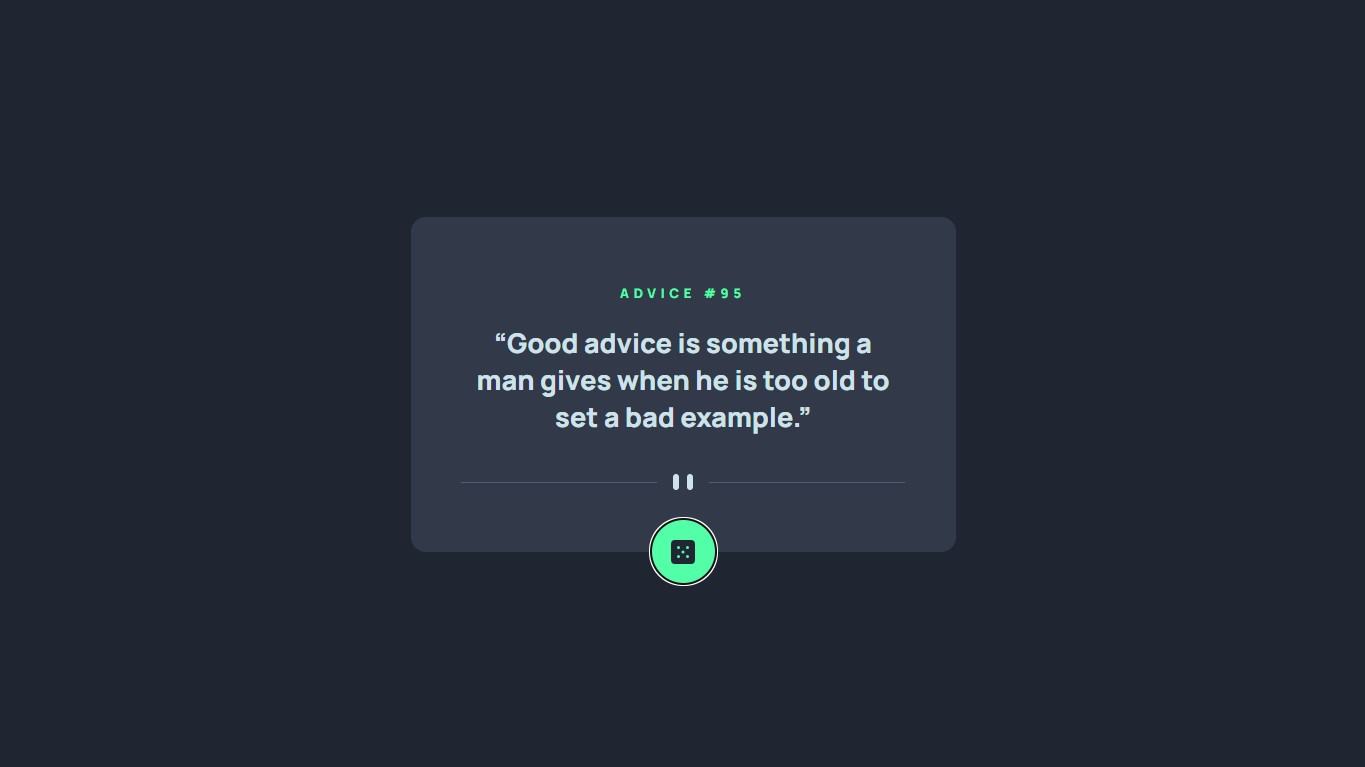 ADVICE #95
“Good advice is something a
man gives when he is too old to
set a bad example.”